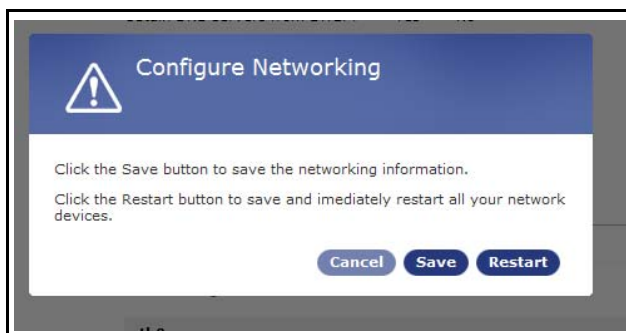 Configure Networking
Click the Save button to save the networking information.
Click the Restart button to save and imediately restart all your network
devices.
Cancel Save Restart